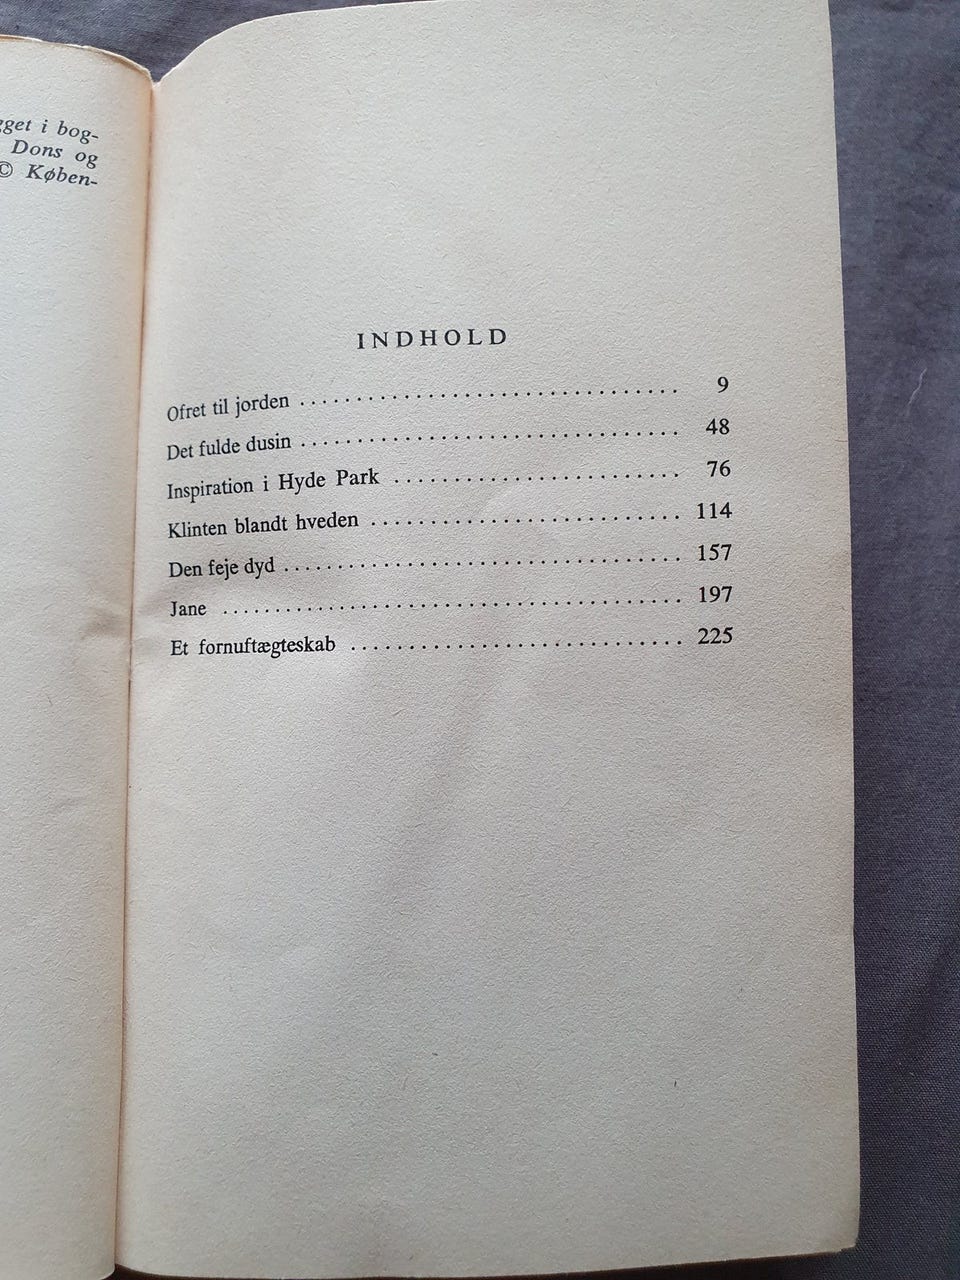 gget i bog-
Dons og
© Køben-
INDHOLD
Ofret til jorden .................................. 9
Det fulde dusin .................................. 48
Inspiration i Hyde Park .......................... 76
Klinten blandt hveden ............................ 114
Den feje dyd .................................... 157
Jane ............................................ 197
Et fornuftægteskab .............................. 225